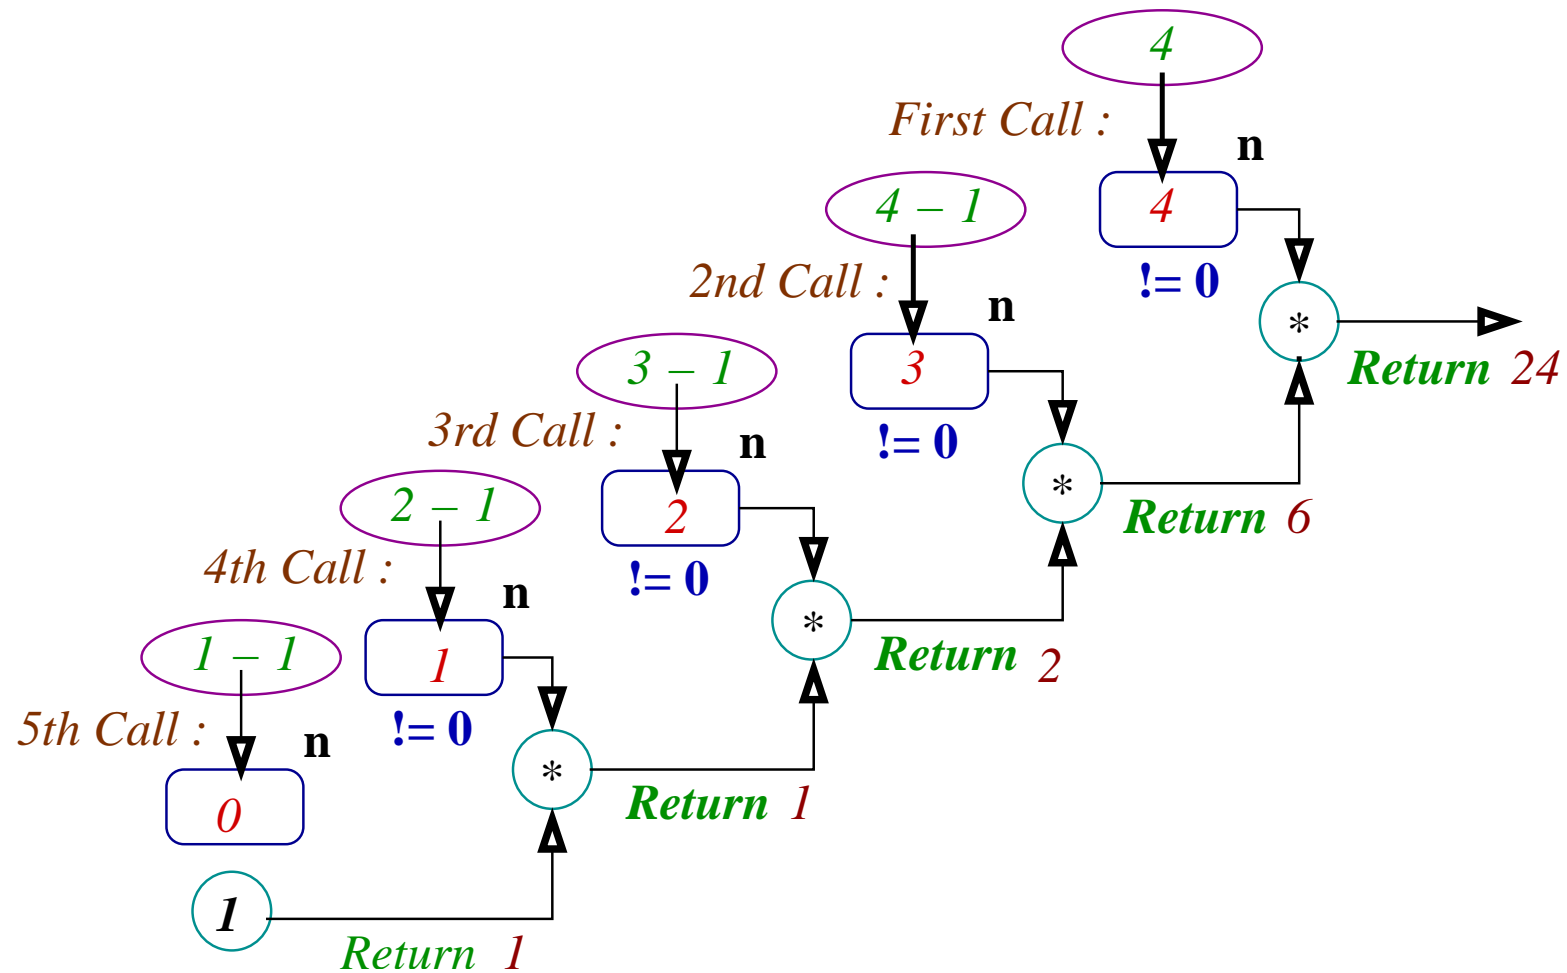 4
First Call :
n
4 – 1
4
2nd Call :
!= 0
n
3 – 1
3
*
3rd Call :
!= 0
Return 24
n
2 – 1
2
*
4th Call :
!= 0
Return 6
n
1 – 1
1
*
5th Call :
!= 0
Return 2
n
0
*
Return 1
1
Return 1